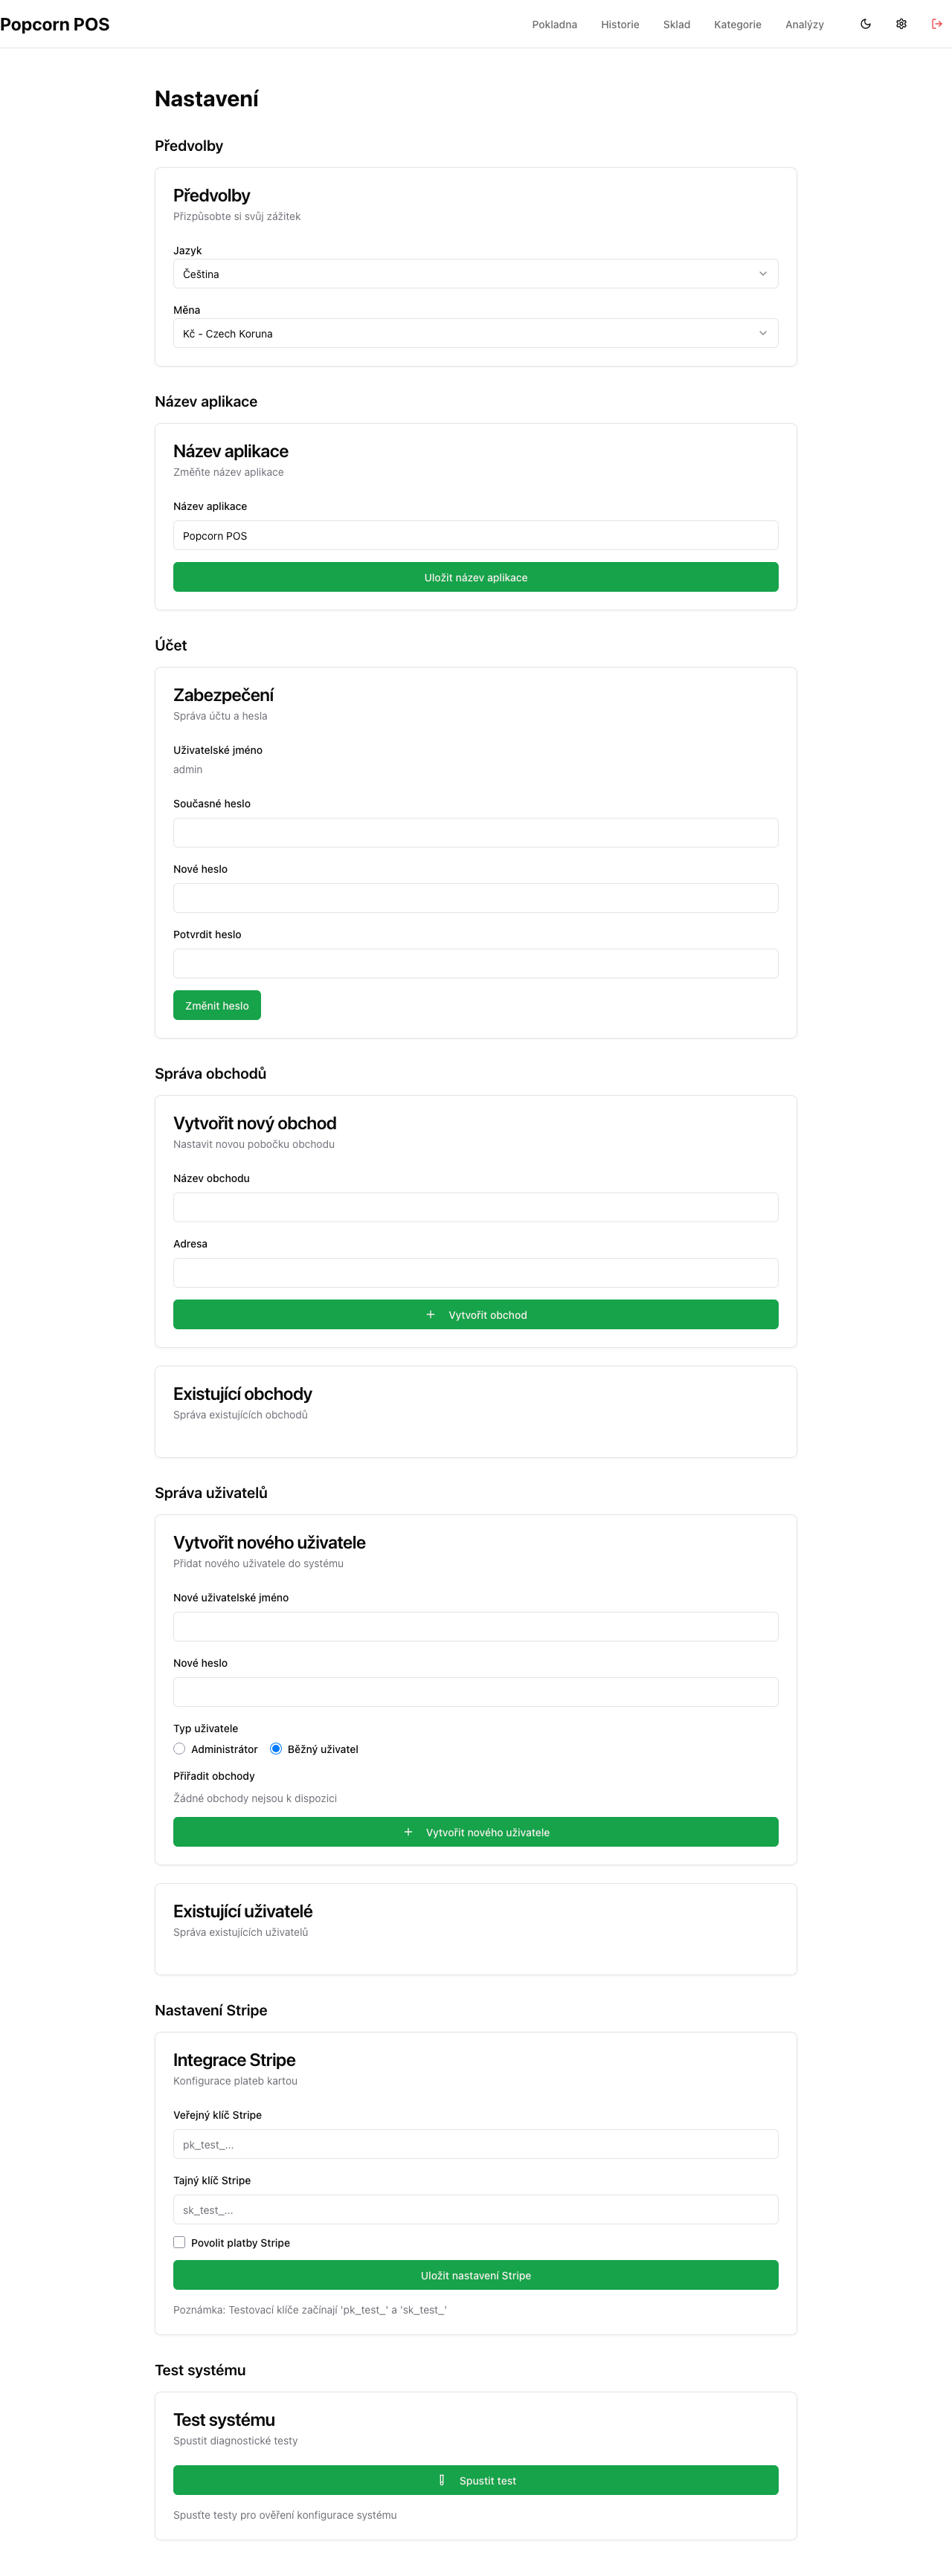 Popcorn POS
Pokladna Historie Sklad Kategorie Analýzy
Nastavení
Předvolby
Předvolby
Přizpůsobte si svůj zážitek
Jazyk
Čeština
Měna
Kč - Czech Koruna
Název aplikace
Název aplikace
Změňte název aplikace
Název aplikace
Popcorn POS
Uložit název aplikace
Účet
Zabezpečení
Správa účtu a hesla
Uživatelské jméno
admin
Současné heslo
Nové heslo
Potvrdit heslo
Změnit heslo
Správa obchodů
Vytvořit nový obchod
Nastavit novou pobočku obchodu
Název obchodu
Adresa
Vytvořit obchod
Existující obchody
Správa existujících obchodů
Správa uživatelů
Vytvořit nového uživatele
Přidat nového uživatele do systému
Nové uživatelské jméno
Nové heslo
Typ uživatele
Administrátor Běžný uživatel
Přiřadit obchody
Žádné obchody nejsou k dispozici
Vytvořit nového uživatele
Existující uživatelé
Správa existujících uživatelů
Nastavení Stripe
Integrace Stripe
Konfigurace plateb kartou
Veřejný klíč Stripe
pk_test_...
Tajný klíč Stripe
sk_test_...
Povolit platby Stripe
Uložit nastavení Stripe
Poznámka: Testovací klíče začínají 'pk_test_' a 'sk_test_'
Test systému
Test systému
Spustit diagnostické testy
Spustit test
Spusťte testy pro ověření konfigurace systému